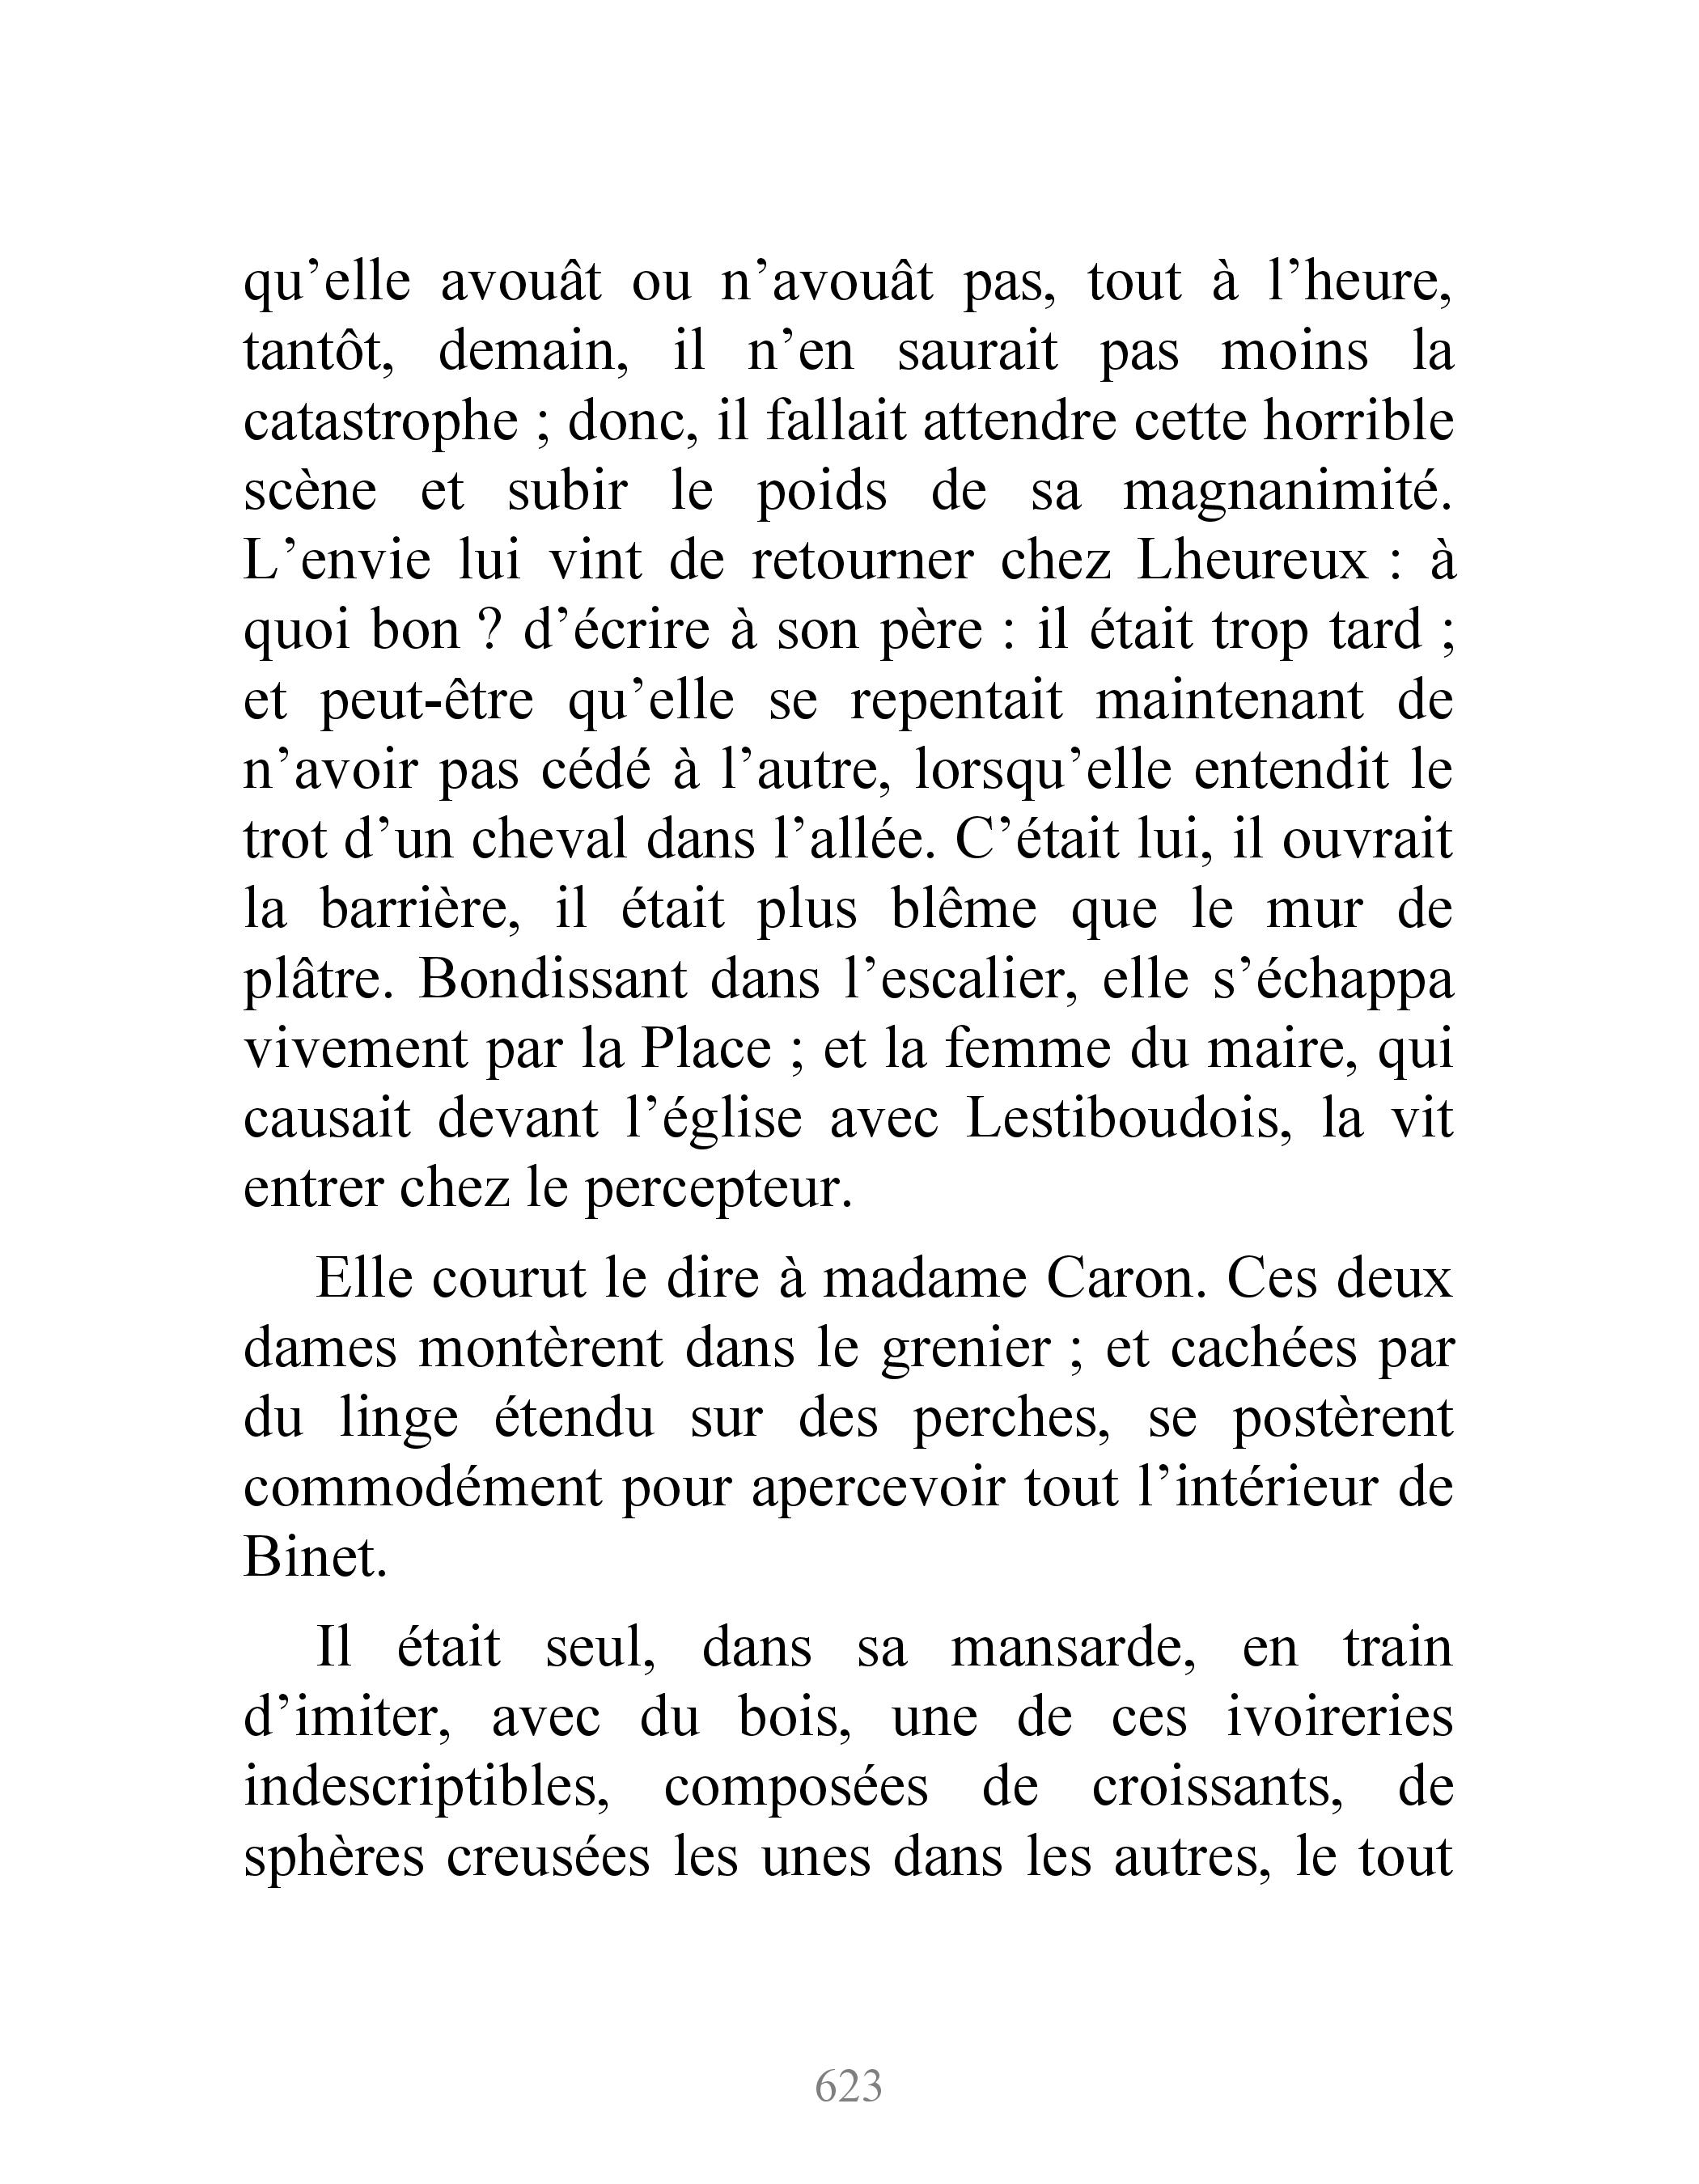 qu’elle avouât ou n’avouât pas, tout à l’heure,
tantôt, demain, il n’en saurait pas moins la
catastrophe ; donc, il fallait attendre cette horrible
scène et subir le poids de sa magnanimité.
L’envie lui vint de retourner chez Lheureux : à
quoi bon ? d’écrire à son père : il était trop tard ;
et peut-être qu’elle se repentait maintenant de
n’avoir pas cédé à l’autre, lorsqu’elle entendit le
trot d’un cheval dans l’allée. C’était lui, il ouvrait
la barrière, il était plus blême que le mur de
plâtre. Bondissant dans l’escalier, elle s’échappa
vivement par la Place ; et la femme du maire, qui
causait devant l’église avec Lestiboudois, la vit
entrer chez le percepteur.
Elle courut le dire à madame Caron. Ces deux
dames montèrent dans le grenier ; et cachées par
du linge étendu sur des perches, se postèrent
commodément pour apercevoir tout l’intérieur de
Binet.
Il était seul, dans sa mansarde, en train
d’imiter, avec du bois, une de ces ivoireries
indescriptibles, composées de croissants, de
sphères creusées les unes dans les autres, le tout
623